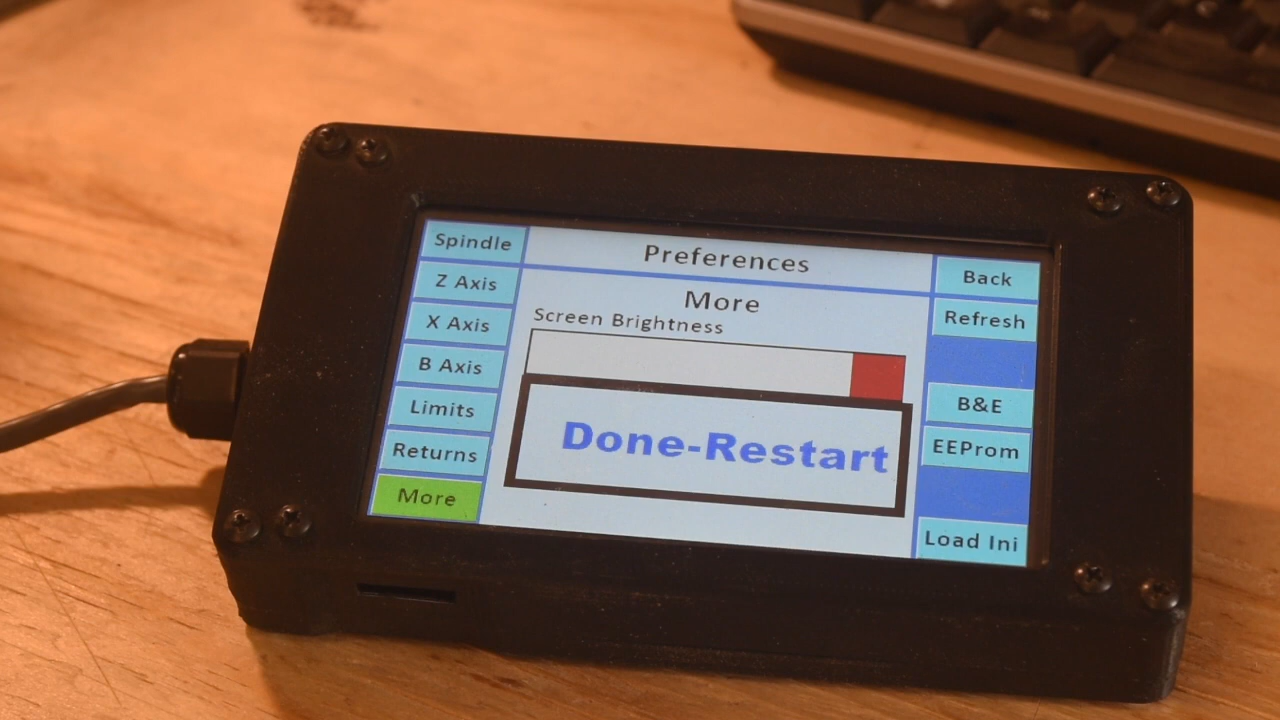 Preferences
Spindle
Z Axis
X Axis
B Axis
Limits
Returns
More
More
Screen Brightness
Done-Restart
Back
Refresh
B&E
EEProm
Load Ini